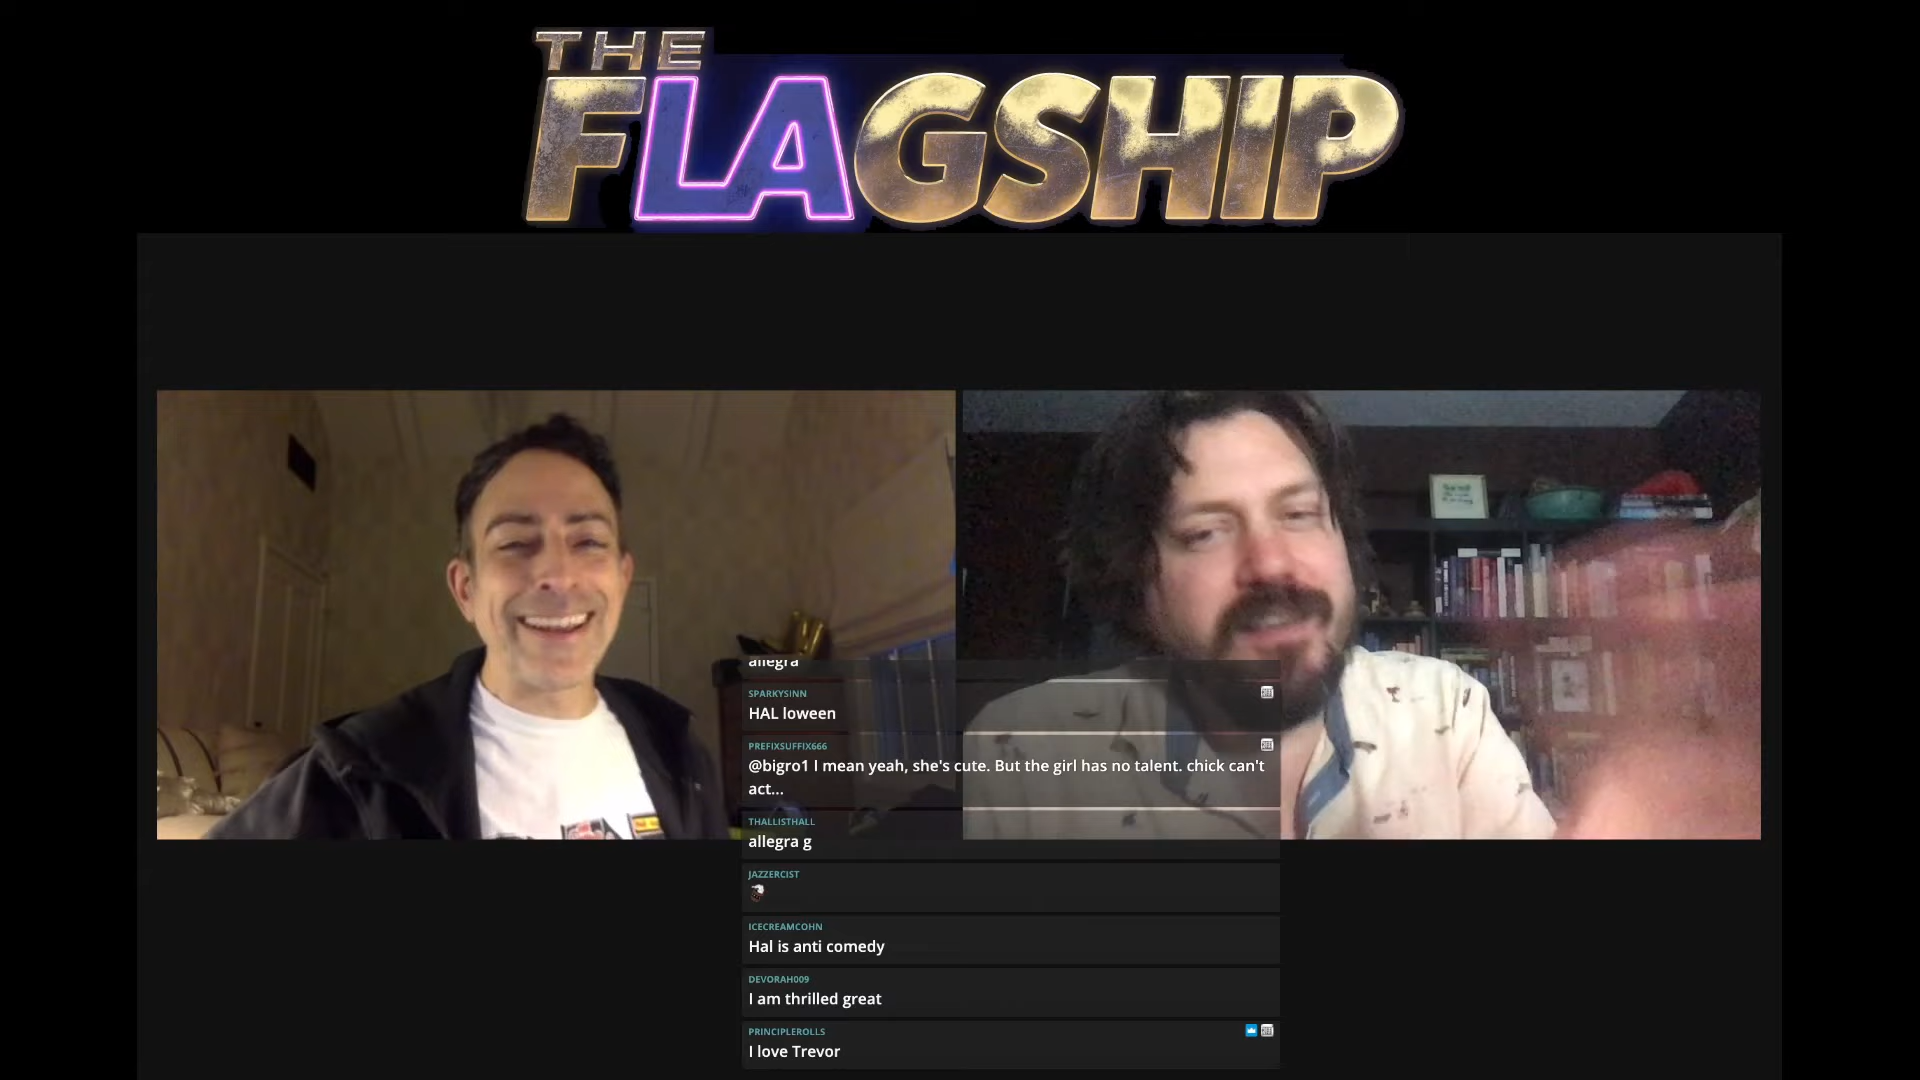 THE
FLAGSHIP
allegra
SPARKYSINN
HAL loween
PREFIXSUFFIX666
@bigro1 I mean yeah, she's cute. But the girl has no talent. chick can't
act...
THALLISTHALL
allegra g
JAZZERCIST
ICECREAMCOHN
Hal is anti comedy
DEVORAH009
I am thrilled great
PRINCIPLEROLLS
I love Trevor